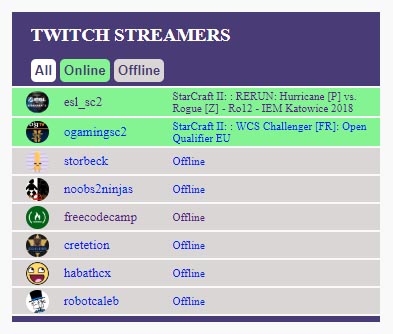 TWITCH STREAMERS
All Online Offline
esl_sc2 StarCraft II: : RERUN: Hurricane [P] vs.
Rogue [Z] - Ro12 - IEM Katowice 2018
ogamingsc2 StarCraft II: : WCS Challenger [FR]: Open
Qualifier EU
storbeck Offline
noobs2ninjas Offline
freecodecamp Offline
cretetion Offline
habathcx Offline
robotcaleb Offline